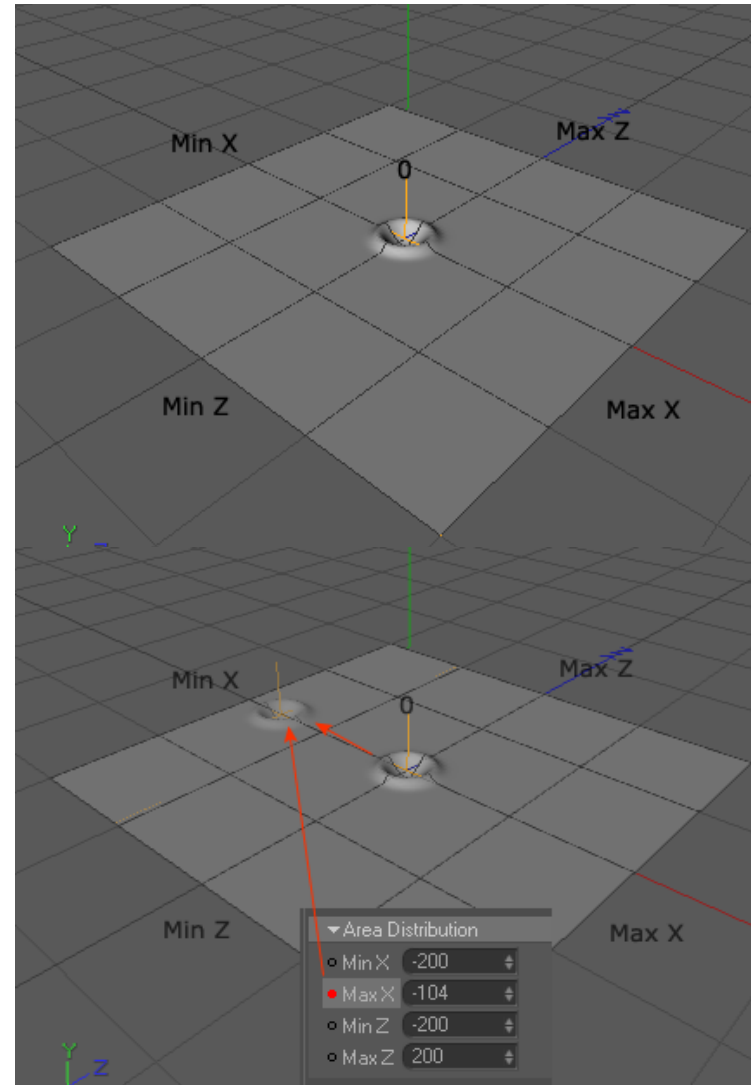 Min X
Max Z
0
Min Z
Max X
Y
Min X
Max Z
0
Min Z
Max X
Area Distribution
Min X -200
Max X -104
Min Z -200
Max Z 200
Y
Z